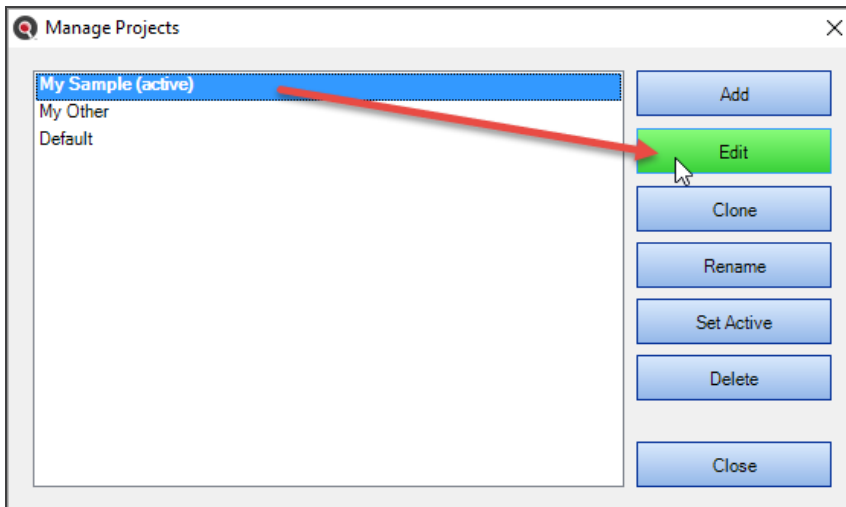 Manage Projects
My Sample (active)
My Other
Default
Add
Edit
Clone
Rename
Set Active
Delete
Close